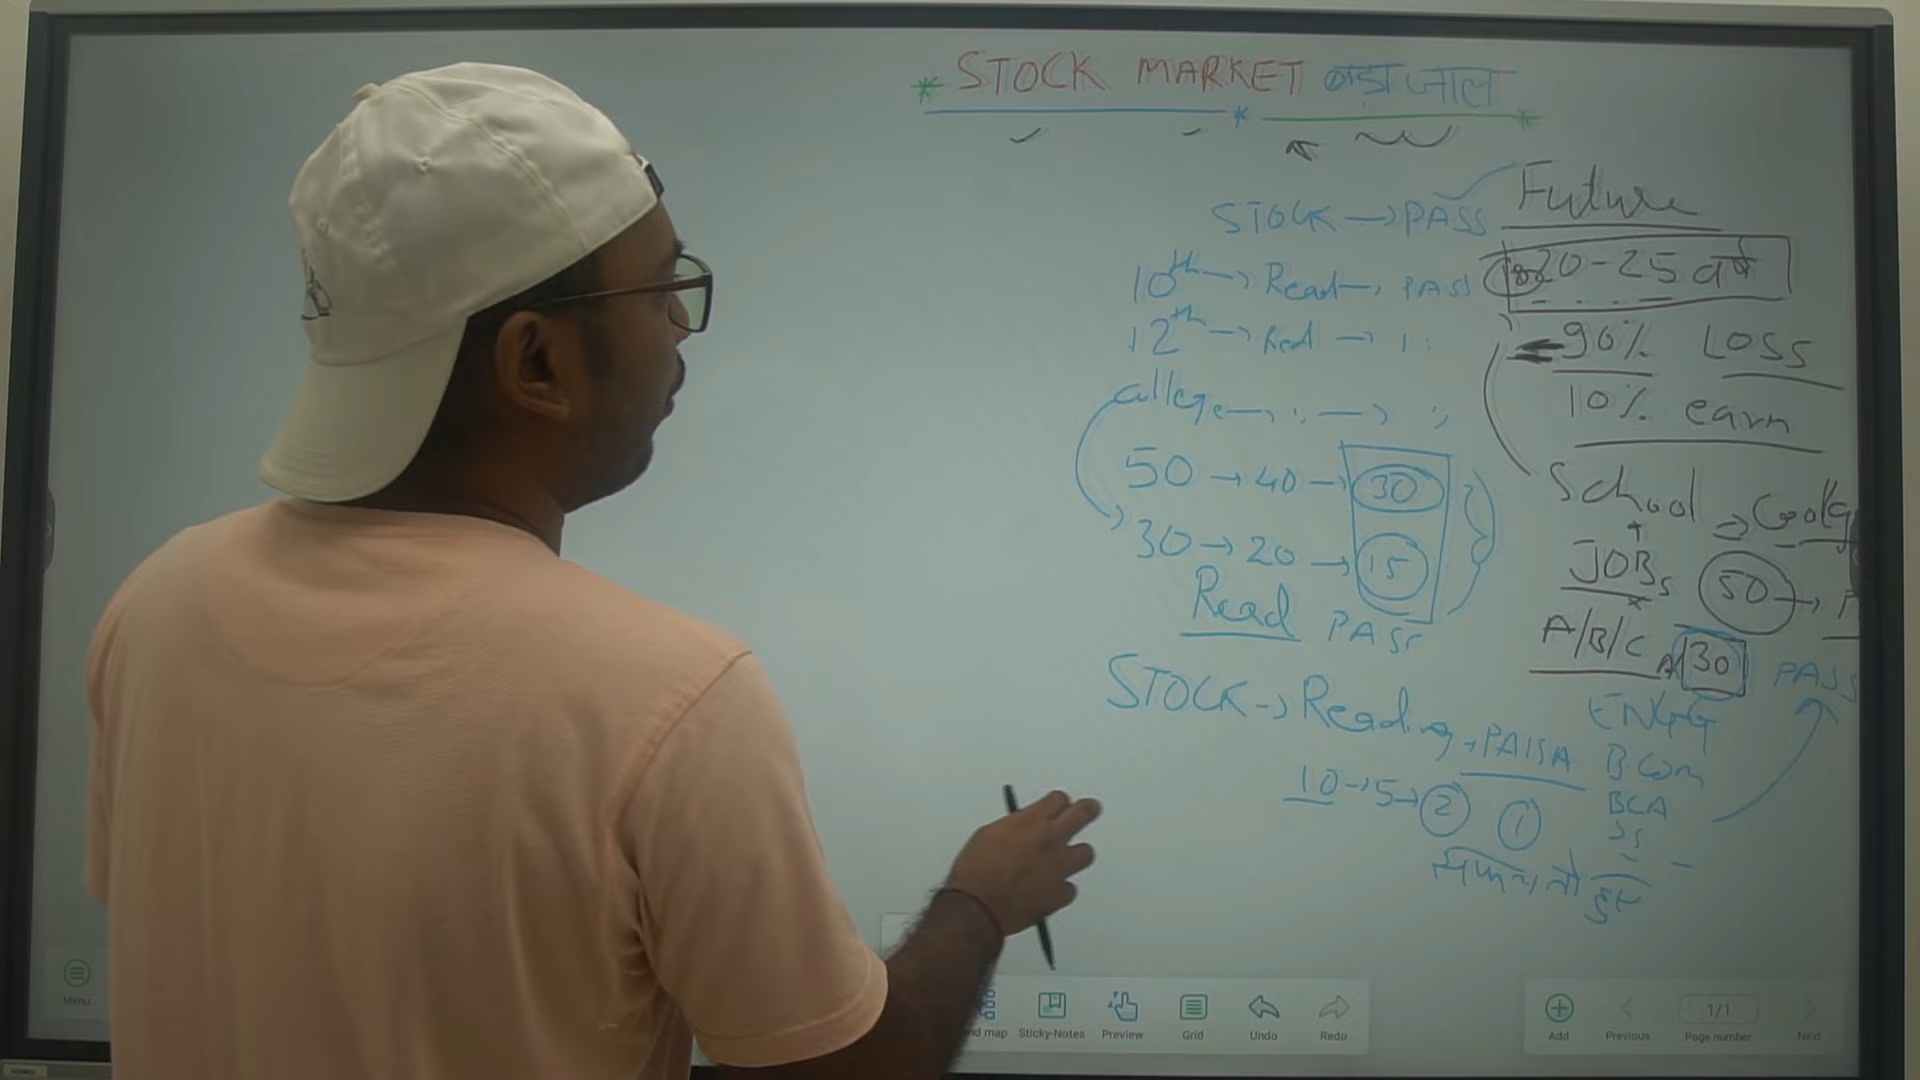 STOCK MARKET बड़ा जाल
STOCK → PASS
Future
10th → Read → PASS
20-25 वर्ष
12th → Read →
90% LOSS
10% earn
college →
50 → 40 → 30
School
30 → 20 → 15
JOBs
50 →
Read PASS
A/B/C
30 PASS
STOCK → Reading → PAISA
ENGG
B Com
BCA
10 → 5 → 2 1
Menu
Sticky-Notes
Preview
Grid
Undo
Redo
Add
Previous
1/1
Page number
Next